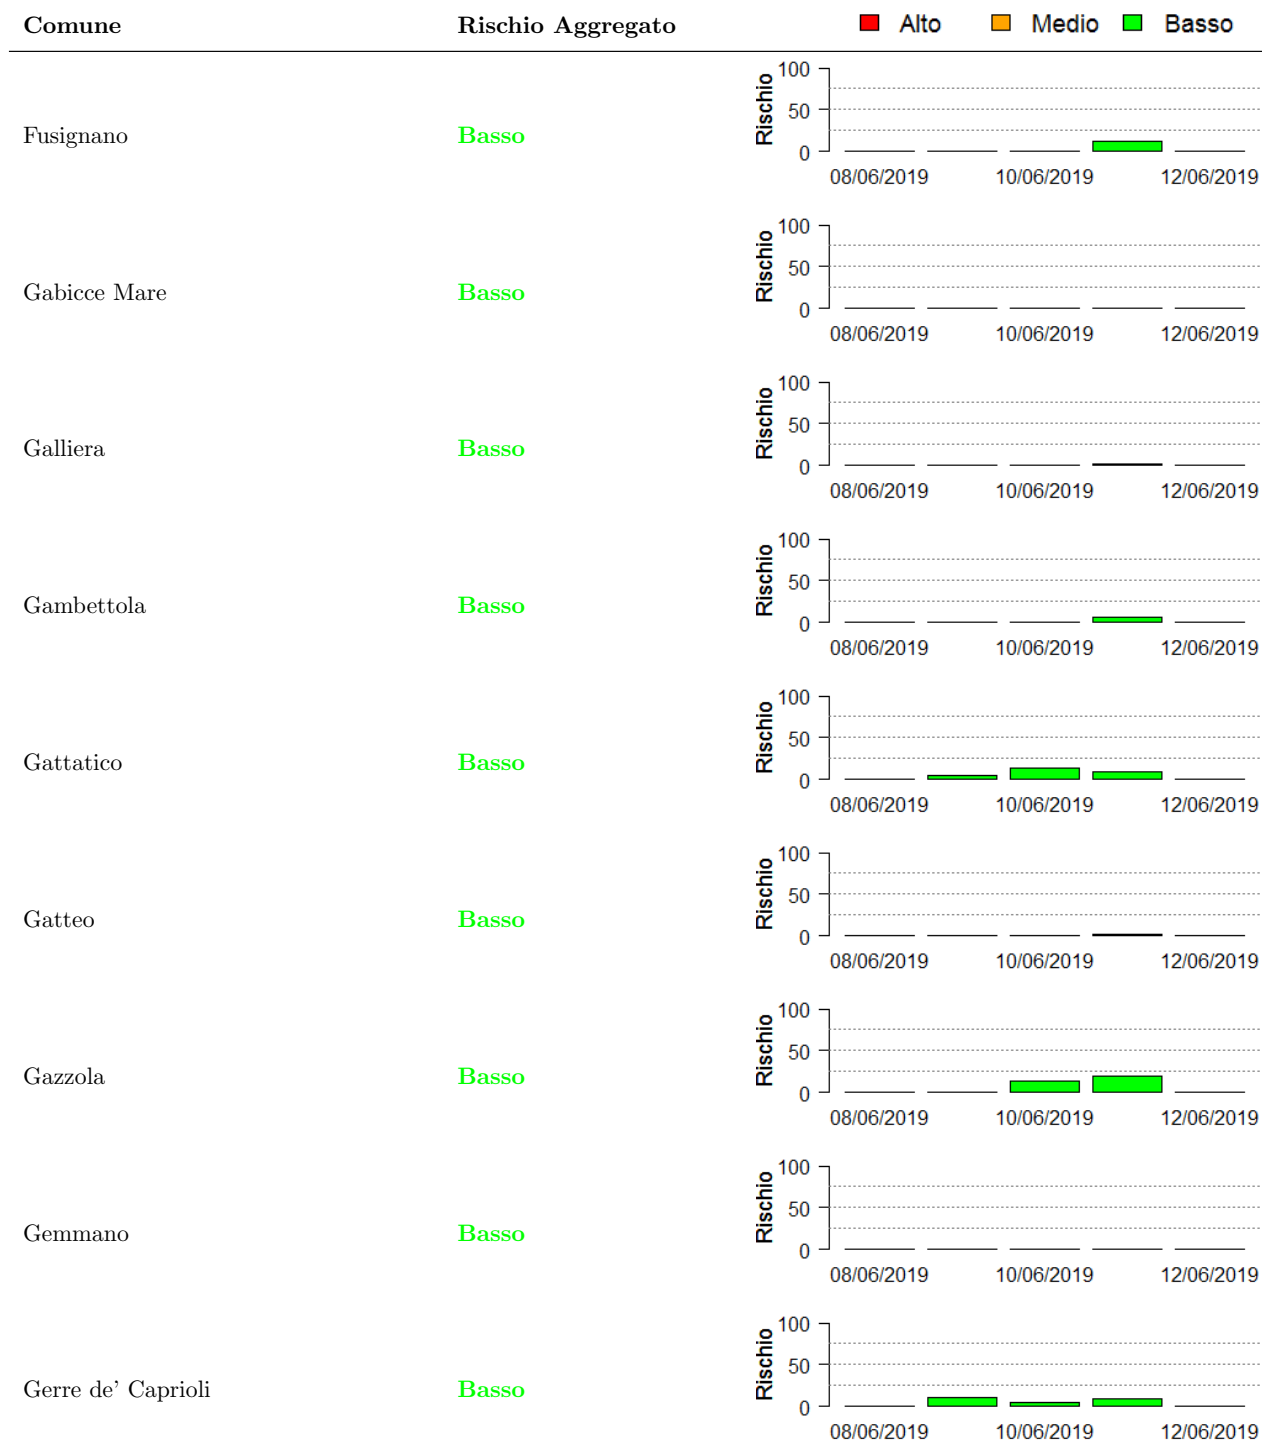 Comune Rischio Aggregato Alto Medio Basso
Fusignano Basso
Rischio
100
50
0
08/06/2019 10/06/2019 12/06/2019
Gabicce Mare Basso
Rischio
100
50
0
08/06/2019 10/06/2019 12/06/2019
Galliera Basso
Rischio
100
50
0
08/06/2019 10/06/2019 12/06/2019
Gambettola Basso
Rischio
100
50
0
08/06/2019 10/06/2019 12/06/2019
Gattatico Basso
Rischio
100
50
0
08/06/2019 10/06/2019 12/06/2019
Gatteo Basso
Rischio
100
50
0
08/06/2019 10/06/2019 12/06/2019
Gazzola Basso
Rischio
100
50
0
08/06/2019 10/06/2019 12/06/2019
Gemmano Basso
Rischio
100
50
0
08/06/2019 10/06/2019 12/06/2019
Gerre de' Caprioli Basso
Rischio
100
50
0
08/06/2019 10/06/2019 12/06/2019